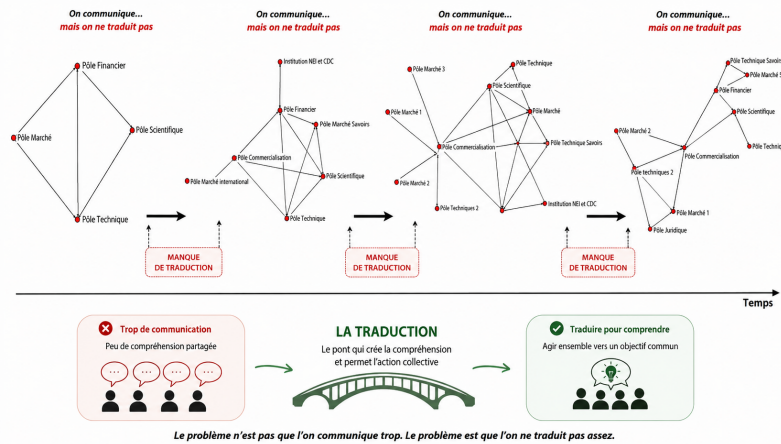 On communique...
mais on ne traduit pas
On communique...
mais on ne traduit pas
On communique...
mais on ne traduit pas
On communique...
mais on ne traduit pas
Pôle Financier
Pôle Marché
Pôle Scientifique
Pôle Technique
Institution NEI et CDC
Pôle Financier
Pôle Marché Savoirs
Pôle Commercialisation
Pôle Marché international
Pôle Scientifique
Pôle Technique
Pôle Marché 3
Pôle Technique
Pôle Scientifique
Pôle Marché 1
Pôle Marché
Pôle Commercialisation
Pôle Technique Savoirs
Pôle Marché 2
Pôle Techniques 2
Institution NEI et CDC
Pôle Technique Savoirs
Pôle Marché
Pôle Financier
Pôle Scientifique
Pôle Marché 2
Pôle Commercialisation
Pôle
Pôle techniques 2
Pôle Marché 1
Pôle Juridique
MANQUE
DE TRADUCTION
MANQUE
DE TRADUCTION
MANQUE
DE TRADUCTION
Temps
Trop de communication
Peu de compréhension partagée
... ... ... ...
LA TRADUCTION
Le pont qui crée la compréhension
et permet l'action collective
Traduire pour comprendre
Agir ensemble vers un objectif commun
Le problème n'est pas que l'on communique trop. Le problème est que l'on ne traduit pas assez.